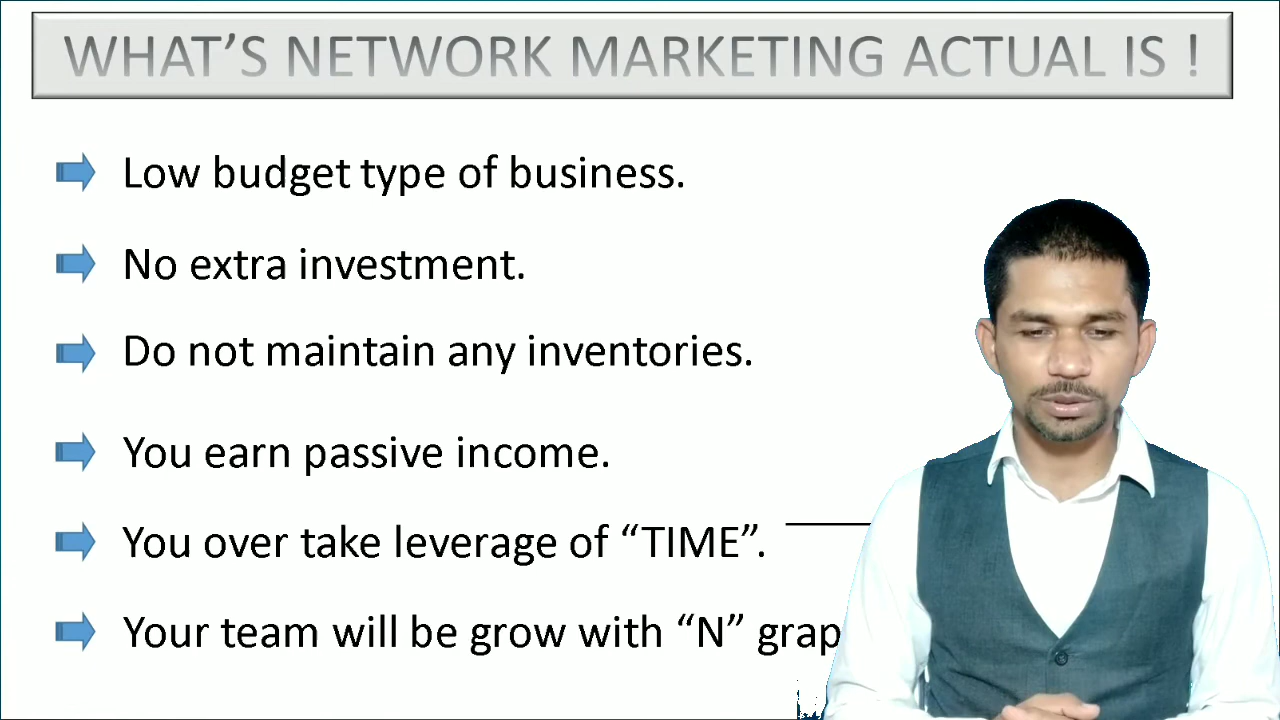 WHAT’S NETWORK MARKETING ACTUAL IS !
Low budget type of business.
No extra investment.
Do not maintain any inventories.
You earn passive income.
You over take leverage of “TIME”.
Your team will be grow with “N”